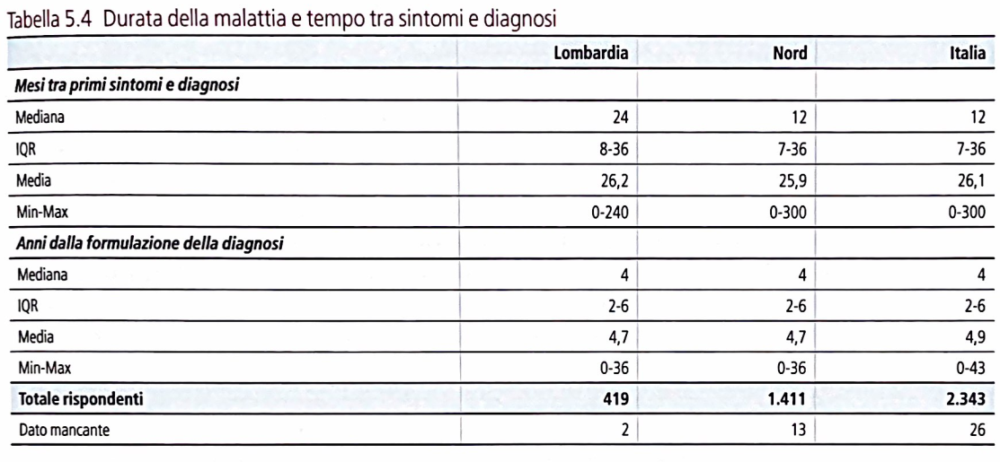 Tabella 5.4 Durata della malattia e tempo tra sintomi e diagnosi
Lombardia Nord Italia
Mesi tra primi sintomi e diagnosi
Mediana 24 12 12
IQR 8-36 7-36 7-36
Media 26,2 25,9 26,1
Min-Max 0-240 0-300 0-300
Anni dalla formulazione della diagnosi
Mediana 4 4 4
IQR 2-6 2-6 2-6
Media 4,7 4,7 4,9
Min-Max 0-36 0-36 0-43
Totale rispondenti 419 1.411 2.343
Dato mancante 2 13 26